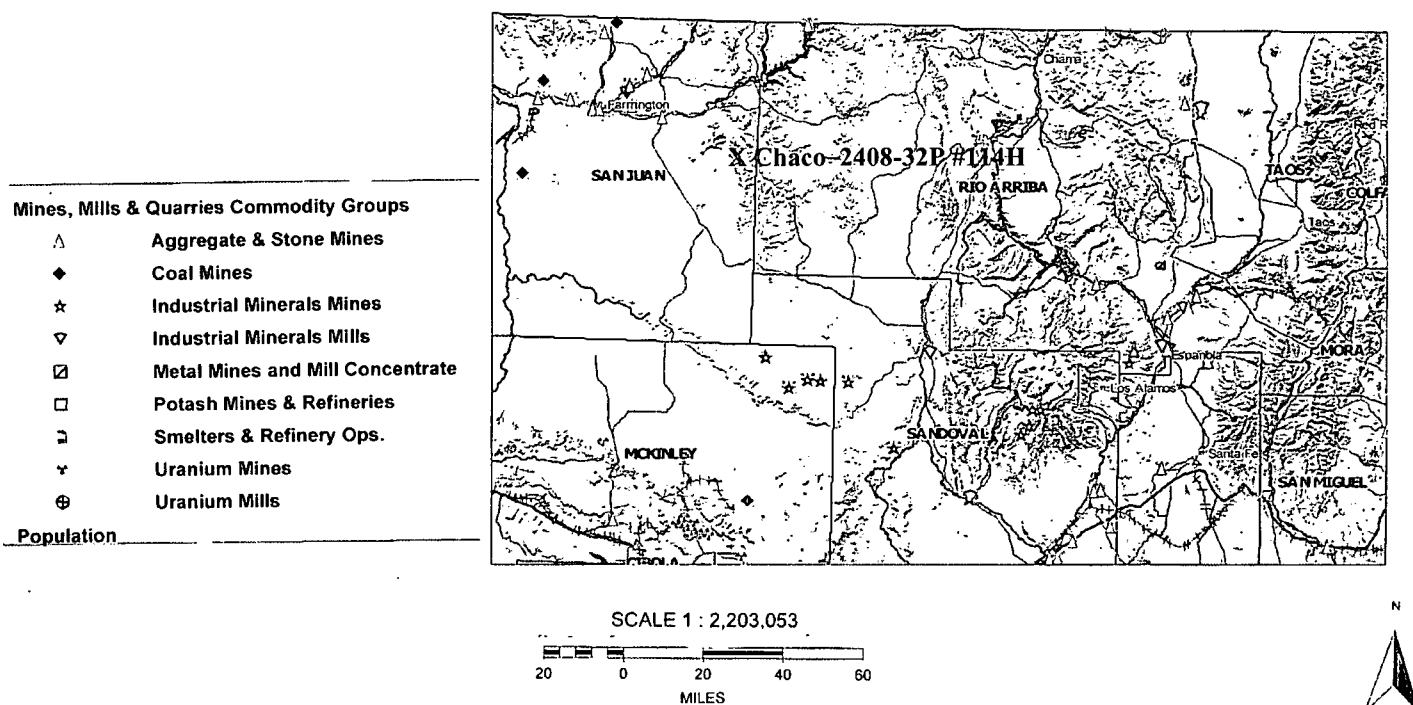 Mines, Mills & Quarries Commodity Groups
Aggregate & Stone Mines
Coal Mines
Industrial Minerals Mines
Industrial Minerals Mills
Metal Mines and Mill Concentrate
Potash Mines & Refineries
Smelters & Refinery Ops.
Uranium Mines
Uranium Mills
Population
Chama
Farmington
X Chaco-2408-32P #114H
SAN JUAN
RIO ARRIBA
TAOS
COLF
Taos
MORA
Espanola
Los Alamos
SANDOVAL
MCKINLEY
Santa Fe
SAN MIGUEL
CIBOLA
SCALE 1 : 2,203,053
20 0 20 40 60
MILES
N